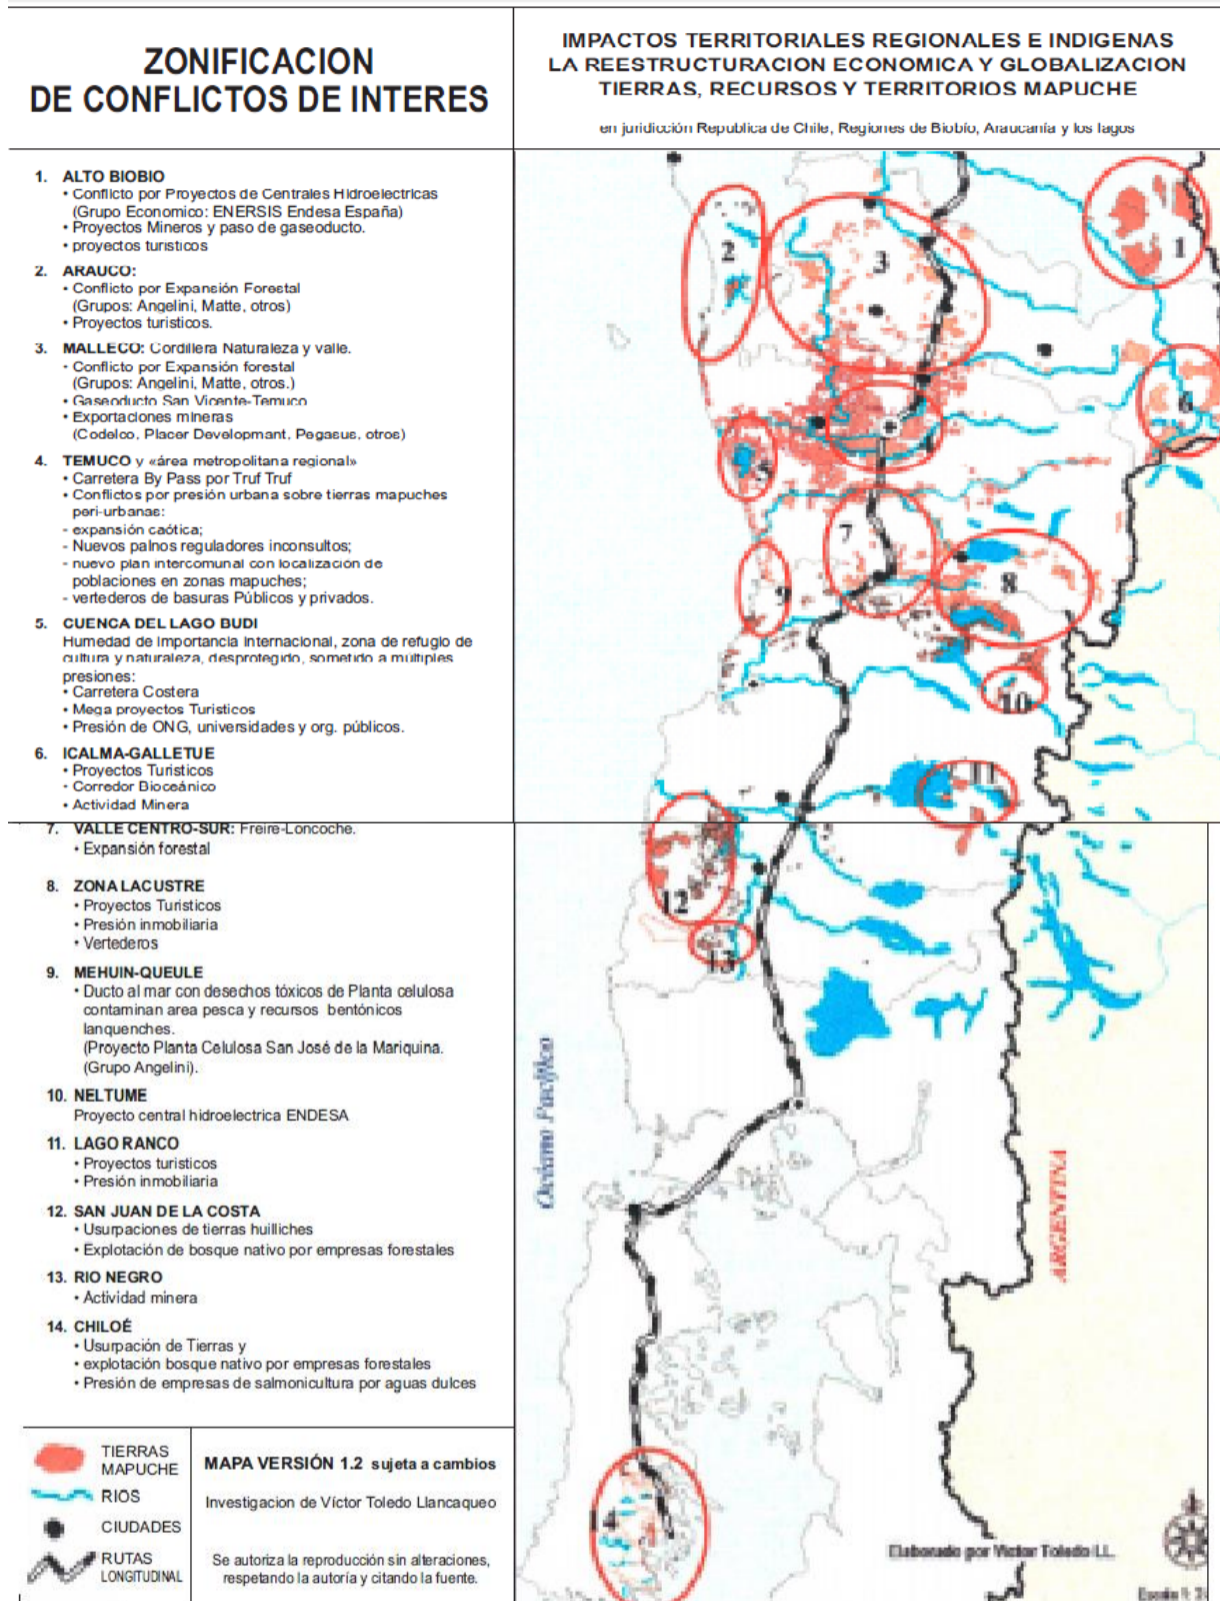 ZONIFICACION
DE CONFLICTOS DE INTERES
IMPACTOS TERRITORIALES REGIONALES E INDIGENAS
LA REESTRUCTURACION ECONOMICA Y GLOBALIZACION
TIERRAS, RECURSOS Y TERRITORIOS MAPUCHE
en juridicción Republica de Chile, Regiones de Biobío, Araucanía y los lagos
1. ALTO BIOBIO
• Conflicto por Proyectos de Centrales Hidroelectricas
(Grupo Economico: ENERSIS Endesa España)
• Proyectos Mineros y paso de gaseoducto.
• proyectos turisticos
2. ARAUCO:
• Conflicto por Expansión Forestal
(Grupos: Angelini, Matte, otros)
• Proyectos turisticos.
3. MALLECO: Cordillera Naturaleza y valle.
- Conflicto por Expansión forestal
(Grupos: Angelini, Matte, otros.)
• Gaseoducto San Vicente-Temuco
• Exportaciones mineras
(Codelco, Placer Developmant, Pegasus, otros)
4. TEMUCO y «área metropolitana regional»
• Carretera By Pass por Truf Truf
• Conflictos por presión urbana sobre tierras mapuches
peri-urbanas:
- expansión caótica;
- Nuevos palnos reguladores inconsultos;
- nuevo plan intercomunal con localización de
poblaciones en zonas mapuches;
- vertederos de basuras Públicos y privados.
5. CUENCA DEL LAGO BUDI
Humedad de Importancia Internacional, zona de refugio de
cultura y naturaleza, desprotegido, sometido a múltiples
presiones:
• Carretera Costera
• Mega proyectos Turisticos
• Presión de ONG, universidades y org. públicos.
6. ICALMA-GALLETUE
• Proyectos Turisticos
- Corredor Bioceánico
• Actividad Minera
7. VALLE CENTRO-SUR: Freire-Loncoche.
• Expansión forestal
8. ZONA LACUSTRE
• Proyectos Turisticos
• Presión inmobiliaria
• Vertederos
9. MEHUIN-QUEULE
• Ducto al mar con desechos tóxicos de Planta celulosa
contaminan area pesca y recursos bentónicos
lanquenches.
(Proyecto Planta Celulosa San José de la Mariquina.
(Grupo Angelini).
10. NELTUME
Proyecto central hidroelectrica ENDESA
11. LAGO RANCO
• Proyectos turisticos
• Presión inmobiliaria
12. SAN JUAN DE LA COSTA
• Usurpaciones de tierras huilliches
• Explotación de bosque nativo por empresas forestales
13. RIO NEGRO
• Actividad minera
14. CHILOÉ
• Usurpación de Tierras y
• explotación bosque nativo por empresas forestales
• Presión de empresas de salmonicultura por aguas dulces
TIERRAS
MAPUCHE
RIOS
CIUDADES
RUTAS
LONGITUDINAL
MAPA VERSIÓN 1.2 sujeta a cambios
Investigacion de Víctor Toledo Llancaqueo
Se autoriza la reproducción sin alteraciones,
respetando la autoría y citando la fuente.
1
2
3
6
5
7
8
9
10
11
12
13
14
Océano Pacífico
ARGENTINA
Elaborado por Victor Toledo LL.